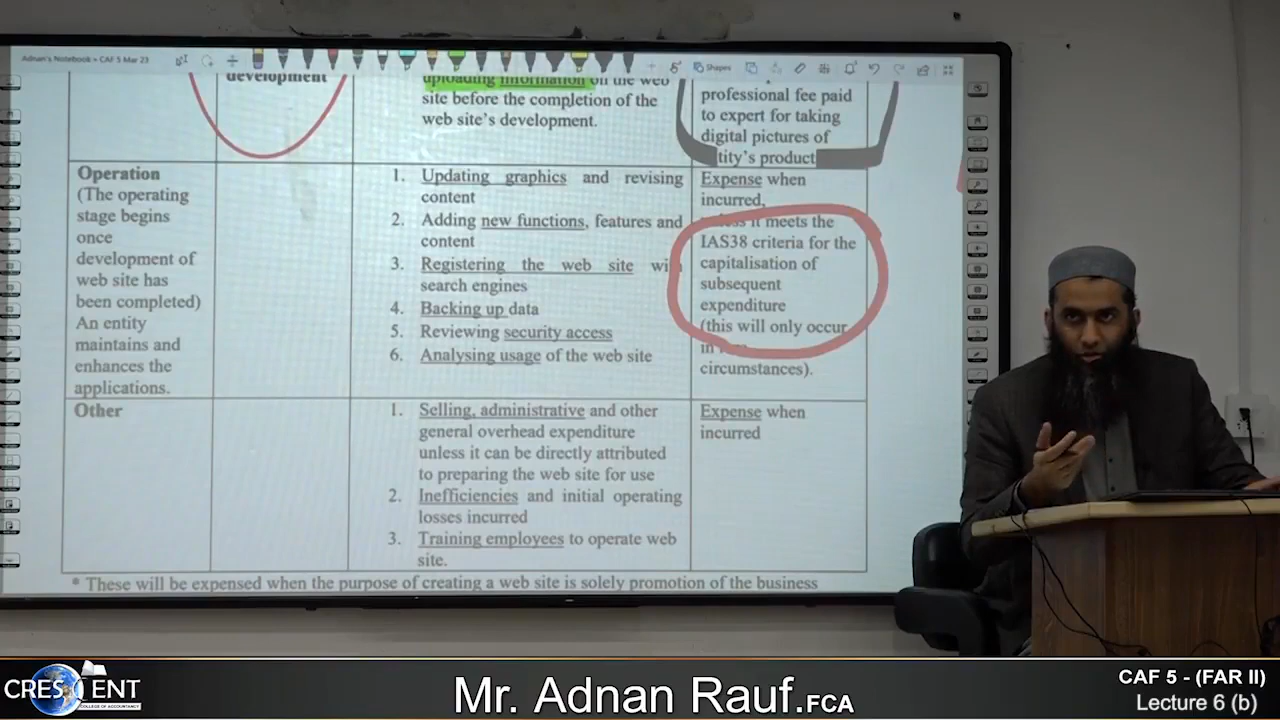 Adnan's Notebook > CAF 5 Mar 23
Shapes
development
uploading information on the web
site before the completion of the
web site's development.
professional fee paid
to expert for taking
digital pictures of
tity's product
Operation
(The operating
stage begins
once
development of
web site has
been completed)
An entity
maintains and
enhances the
applications.
1. Updating graphics and revising
content
2. Adding new functions, features and
content
3. Registering the web site
search engines
4. Backing up data
5. Reviewing security access
6. Analysing usage of the web site
Expense when
incurred,
it meets the
IAS38 criteria for the
capitalisation of
subsequent
expenditure
(this will only occur
in
circumstances).
Other
1. Selling, administrative and other
general overhead expenditure
unless it can be directly attributed
to preparing the web site for use
2. Inefficiencies and initial operating
losses incurred
3. Training employees to operate web
site.
Expense when
incurred
* These will be expensed when the purpose of creating a web site is solely promotion of the business
CRESCENT
COLLEGE OF ACCOUNTANCY
Mr. Adnan Rauf.FCA
CAF 5 - (FAR II)
Lecture 6 (b)